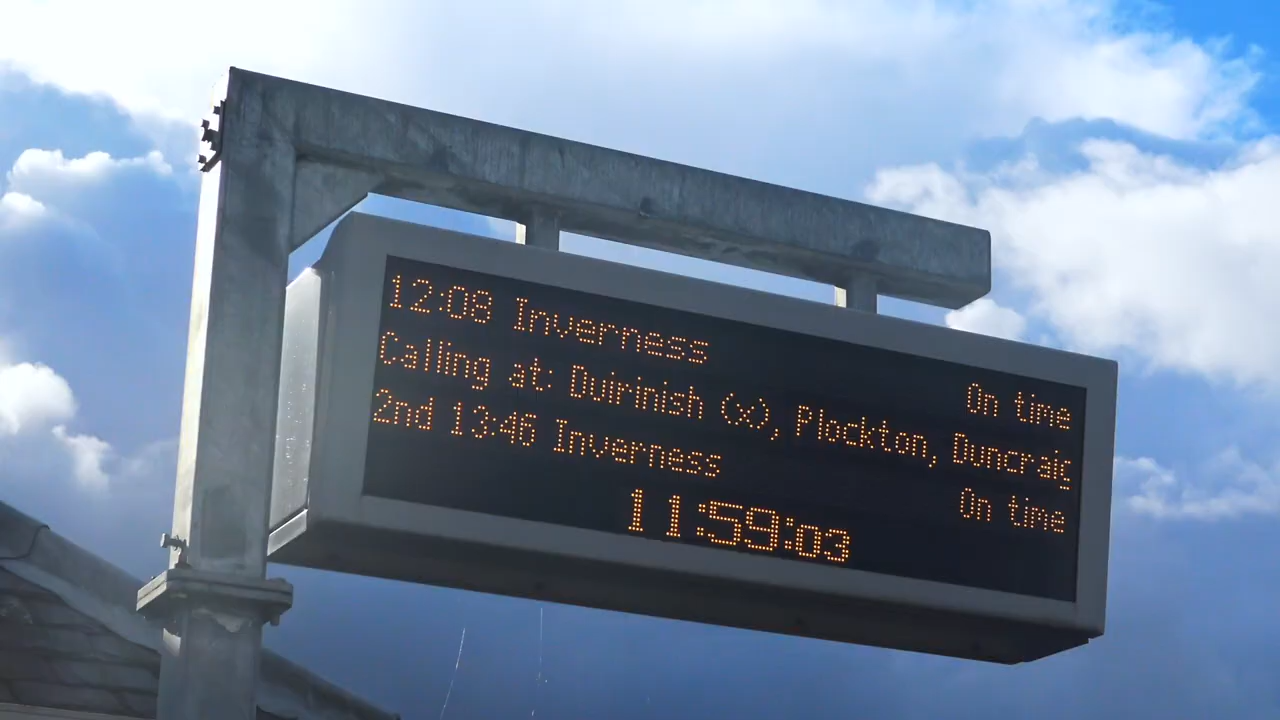 12:08 Inverness On time
Calling at: Duirinish (x), Plockton, Duncraig
2nd 13:46 Inverness On time
11:59:03